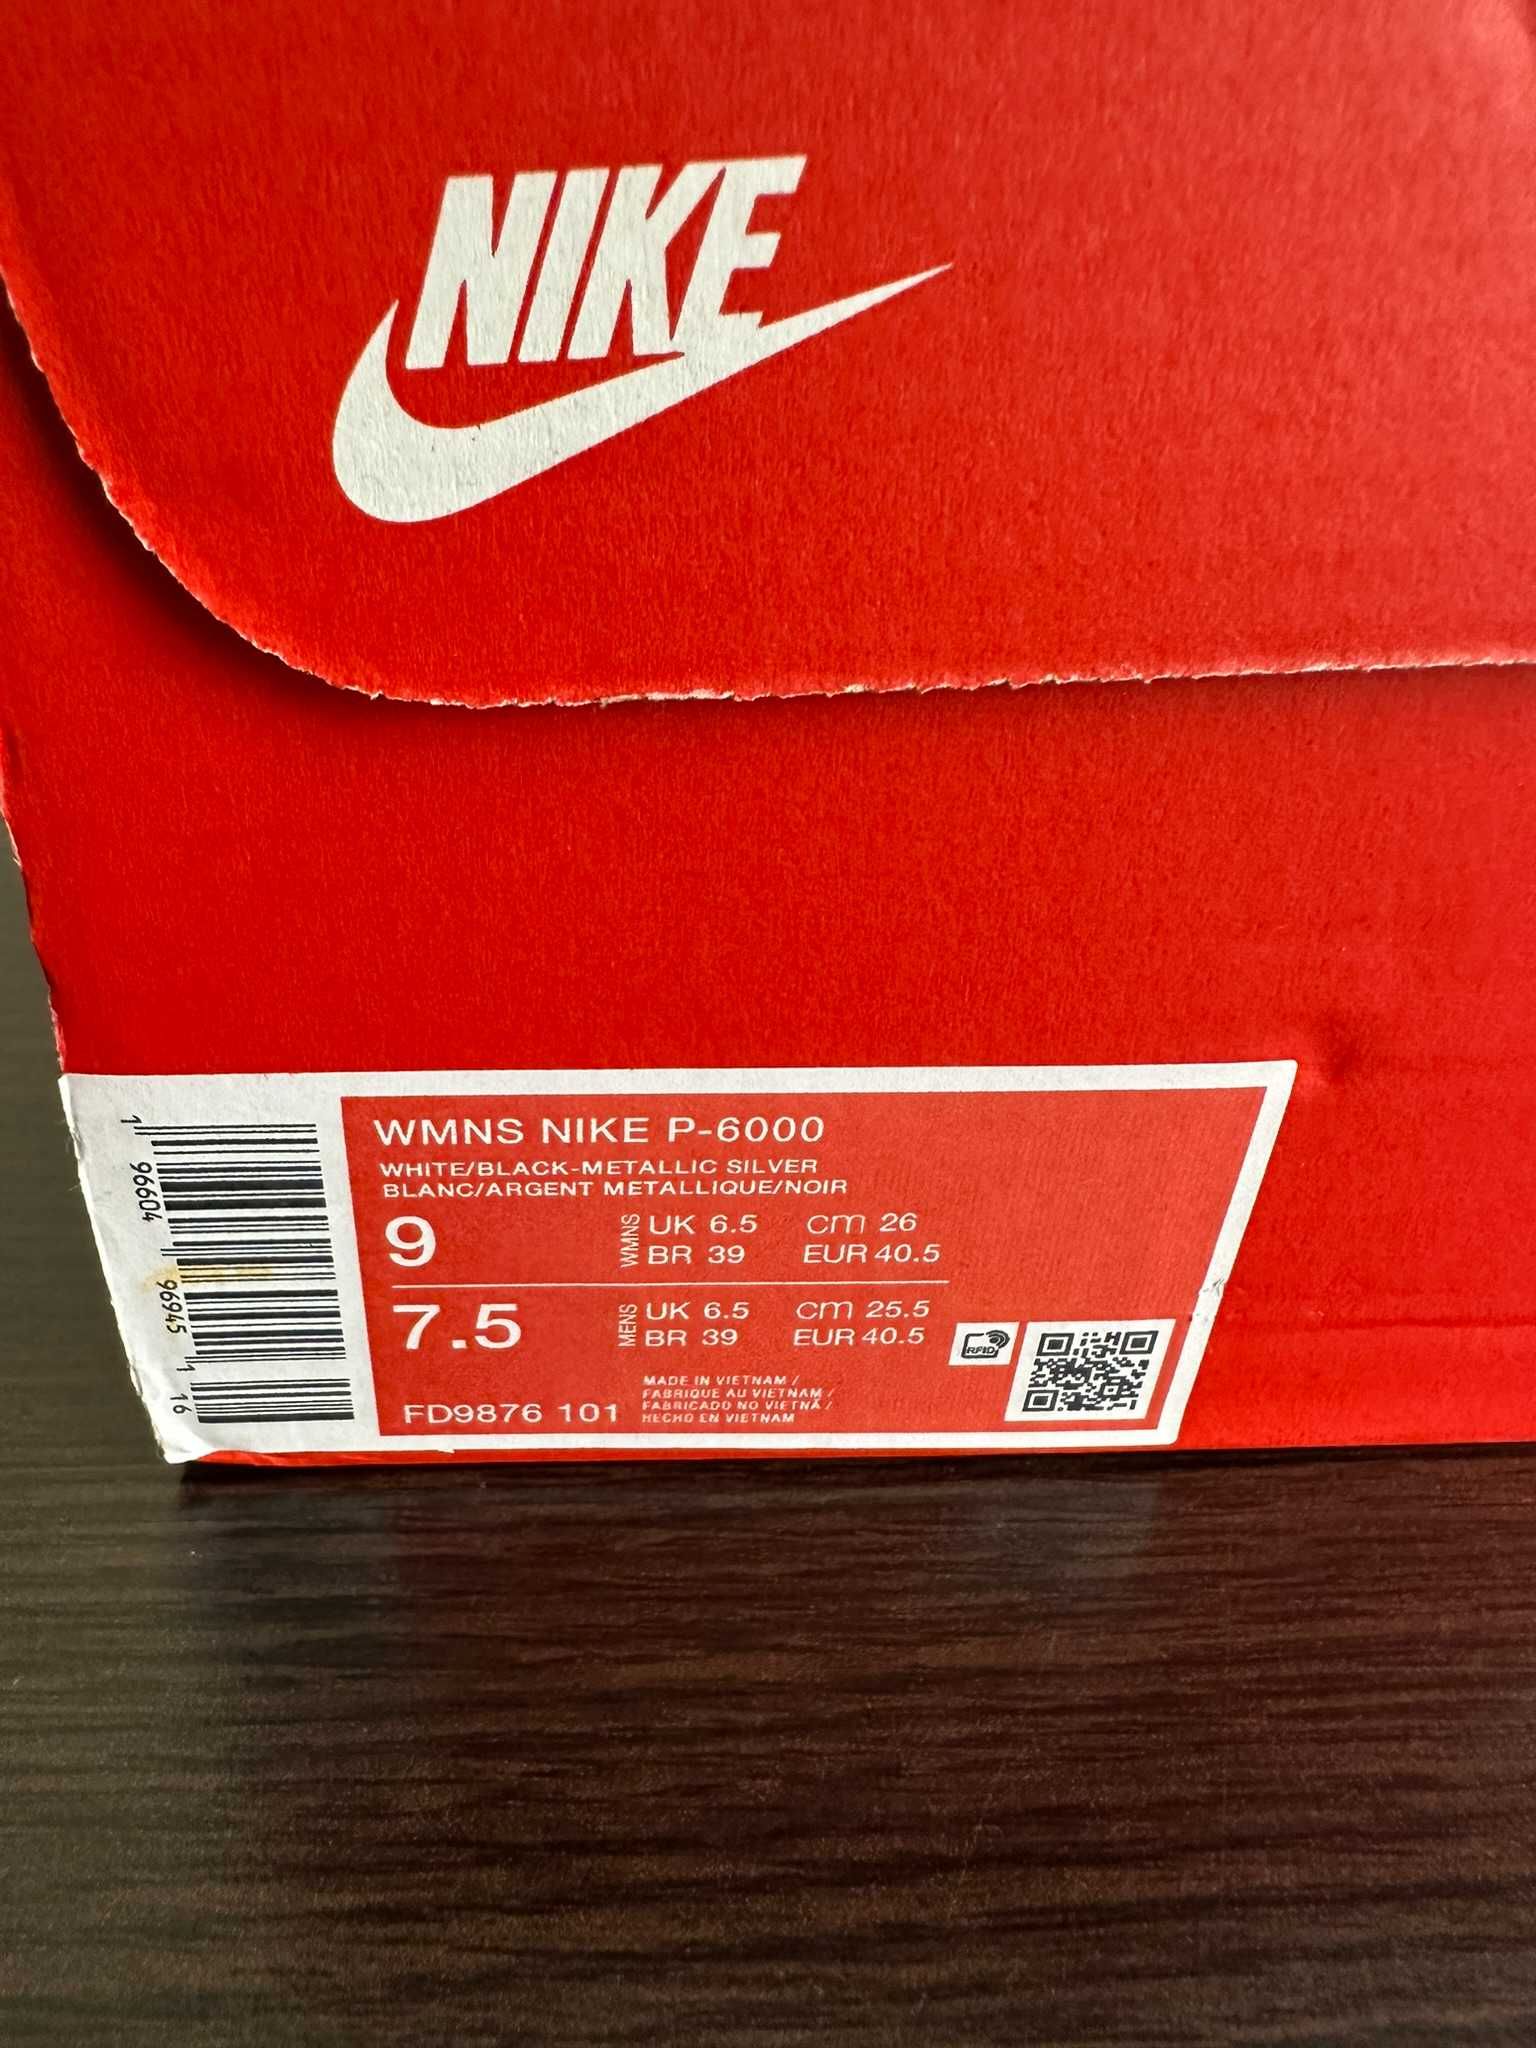 NIKE
WMNS NIKE P-6000
WHITE/BLACK-METALLIC SILVER
BLANC/ARGENT METALLIQUE/NOIR
9 WMNS UK 6.5 CM 26
BR 39 EUR 40.5
7.5 MENS UK 6.5 CM 25.5
BR 39 EUR 40.5
RFID
MADE IN VIETNAM /
FABRIQUE AU VIETNAM /
FABRICADO NO VIETNÃ /
HECHO EN VIETNAM
FD9876 101
1 96604 96945 1 16